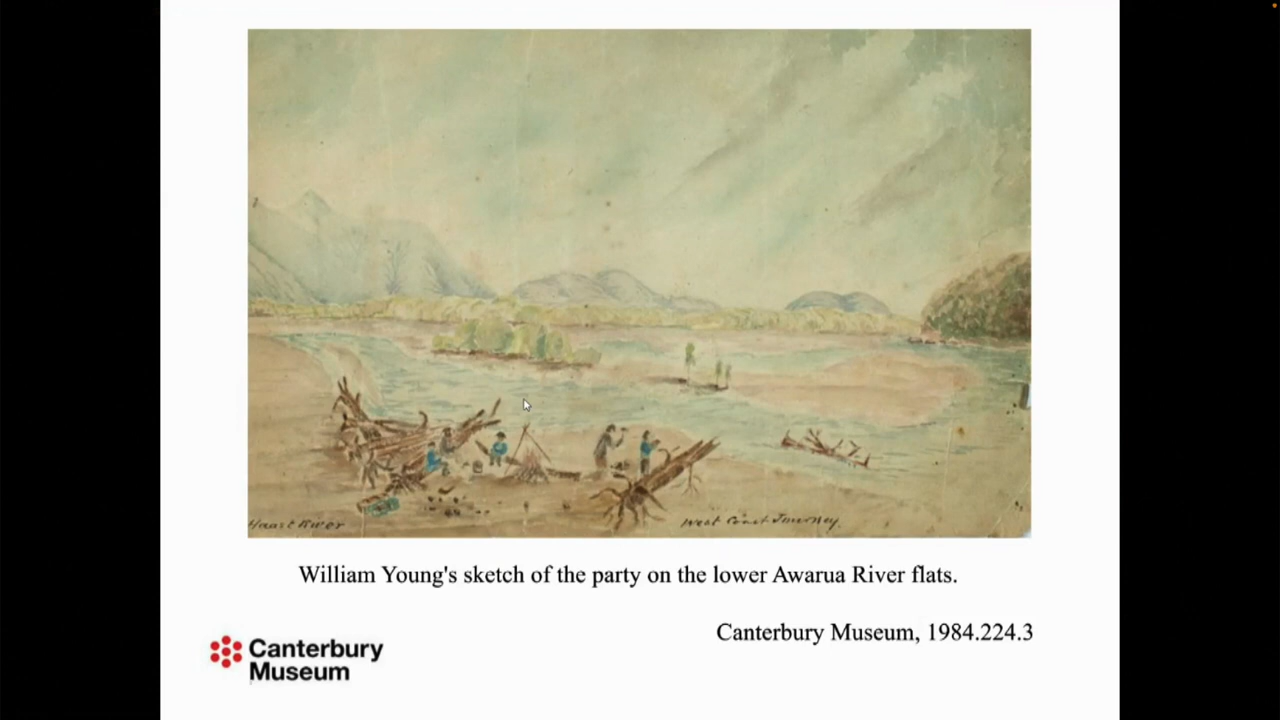 Haast River
West Coast Journey.
William Young's sketch of the party on the lower Awarua River flats.
Canterbury Museum, 1984.224.3
Canterbury
Museum